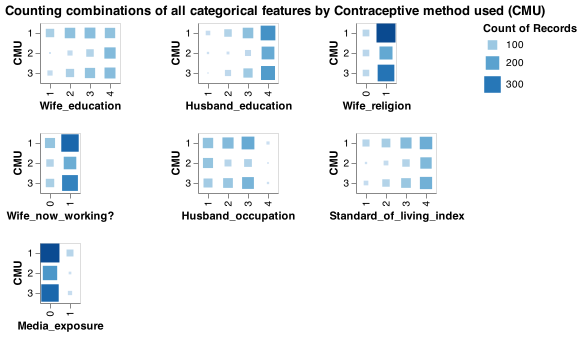 Counting combinations of all categorical features by Contraceptive method used (CMU)
Count of Records
100
200
300
CMU
1
2
3
1 2 3 4
Wife_education
CMU
1
2
3
1 2 3 4
Husband_education
CMU
1
2
3
0 1
Wife_religion
CMU
1
2
3
0 1
Wife_now_working?
CMU
1
2
3
1 2 3 4
Husband_occupation
CMU
1
2
3
1 2 3 4
Standard_of_living_index
CMU
1
2
3
0 1
Media_exposure